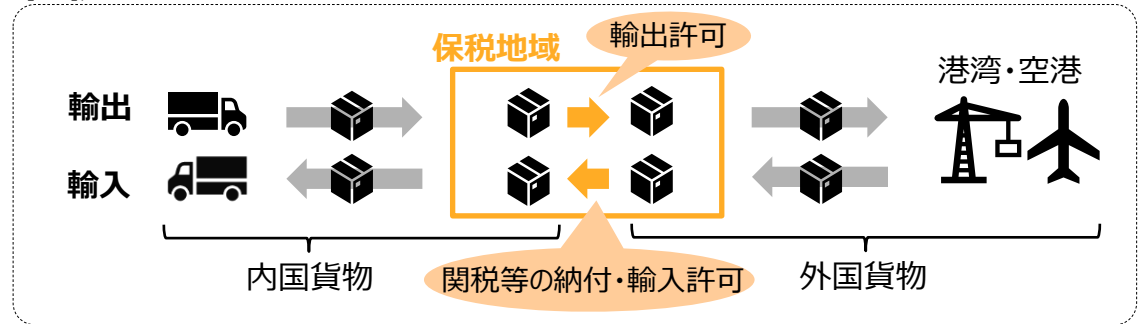 保税地域
輸出許可
港湾・空港
輸出
輸入
内国貨物
関税等の納付・輸入許可
外国貨物